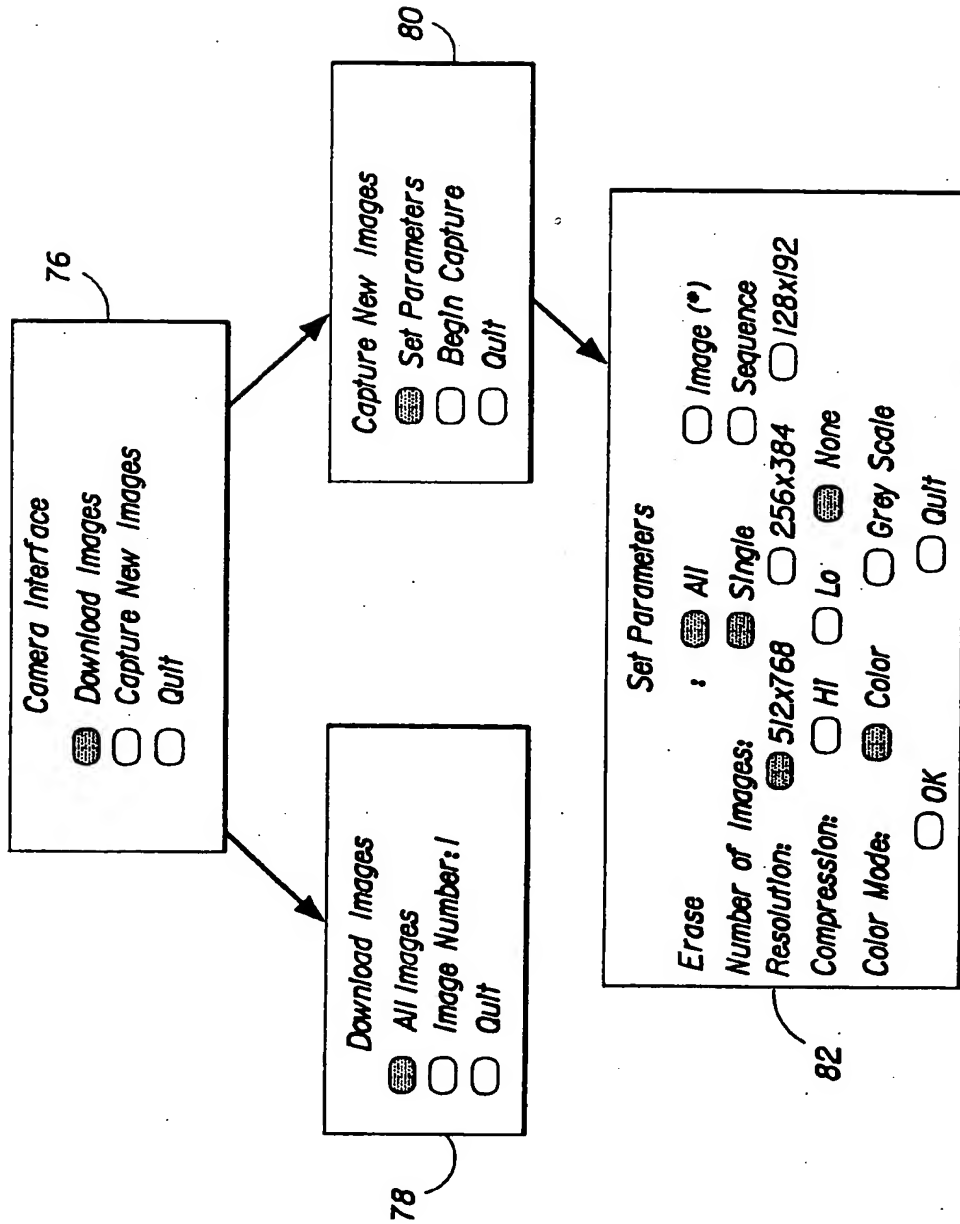 76
Camera Interface
Download Images
Capture New Images
Quit
78
Download Images
All Images
Image Number: 1
Quit
80
Capture New Images
Set Parameters
Begin Capture
Quit
82
Set Parameters
Erase : All Image (*)
Number of Images: Single Sequence
Resolution: 512x768 256x384 128x192
Compression: Hi Lo None
Color Mode: Color Grey Scale
OK Quit